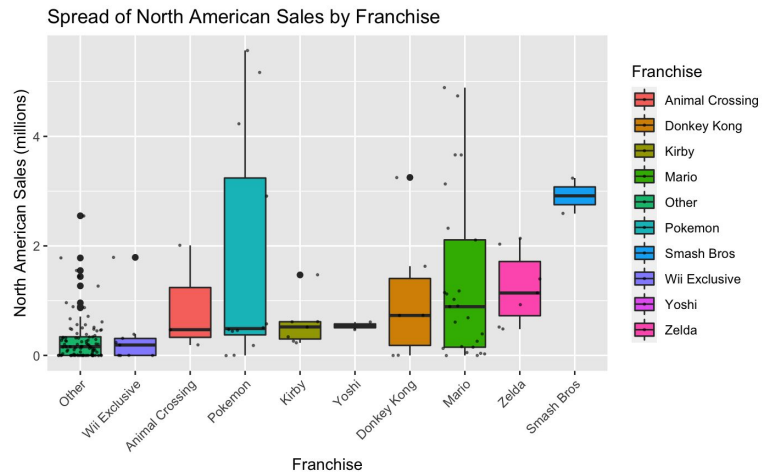 Spread of North American Sales by Franchise
North American Sales (millions)
4
2
0
Other
Wii Exclusive
Animal Crossing
Pokemon
Kirby
Yoshi
Donkey Kong
Mario
Zelda
Smash Bros
Franchise
Franchise
Animal Crossing
Donkey Kong
Kirby
Mario
Other
Pokemon
Smash Bros
Wii Exclusive
Yoshi
Zelda